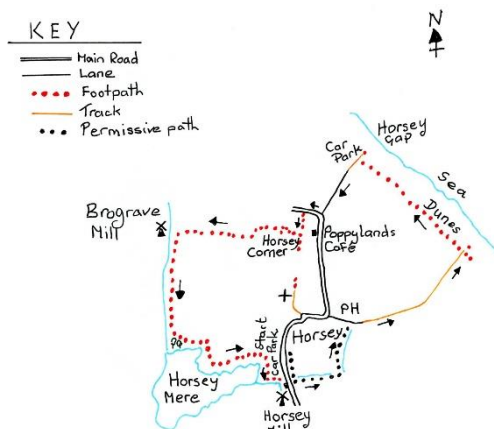 KEY
Main Road
Lane
Footpath
Track
Permissive path
N
Horsey
Gap
Car
Park
Sea
Dunes
Brograve
Mill
Horsey
Corner
Poppylands
Café
PH
Horsey
Start
Car Park
Horsey
Mere
Horsey
Mill